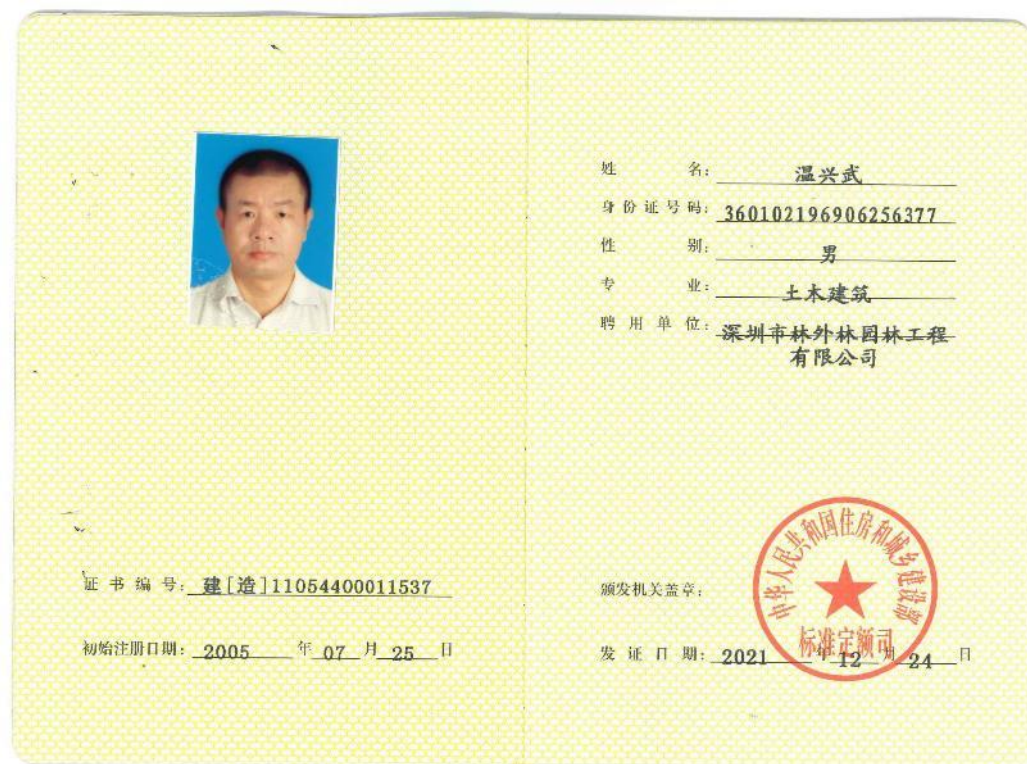 证书编号：建[造]11054400011537
初始注册日期：2005年07月25日
姓名：温兴武
身份证号码：360102196906256377
性别：男
专业：土木建筑
聘用单位：深圳市林外林园林工程
有限公司
颁发机关盖章：
中华人民共和国住房和城乡建设部
标准定额司
发证日期：2021年12月24日